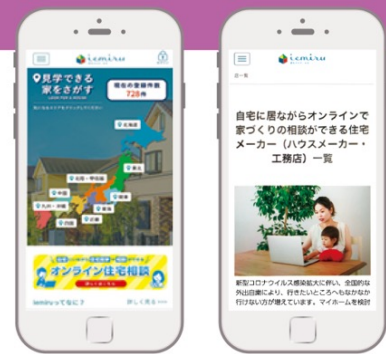 iemiru
見学できる
家をさがす
現在の登録件数
728件
北海道
東北
北陸・甲信越
関東
中国
東海
九州・沖縄
近畿
四国
オンライン住宅相談
iemiruってなに？
詳しく見る
iemiru
自宅に居ながらオンラインで
家づくりの相談ができる住宅
メーカー（ハウスメーカー・
工務店）一覧
新型コロナウイルス感染拡大に伴い、全国的な
外出自粛により、行きたいところへもなかなか
行けない方が増えています。マイホームを検討